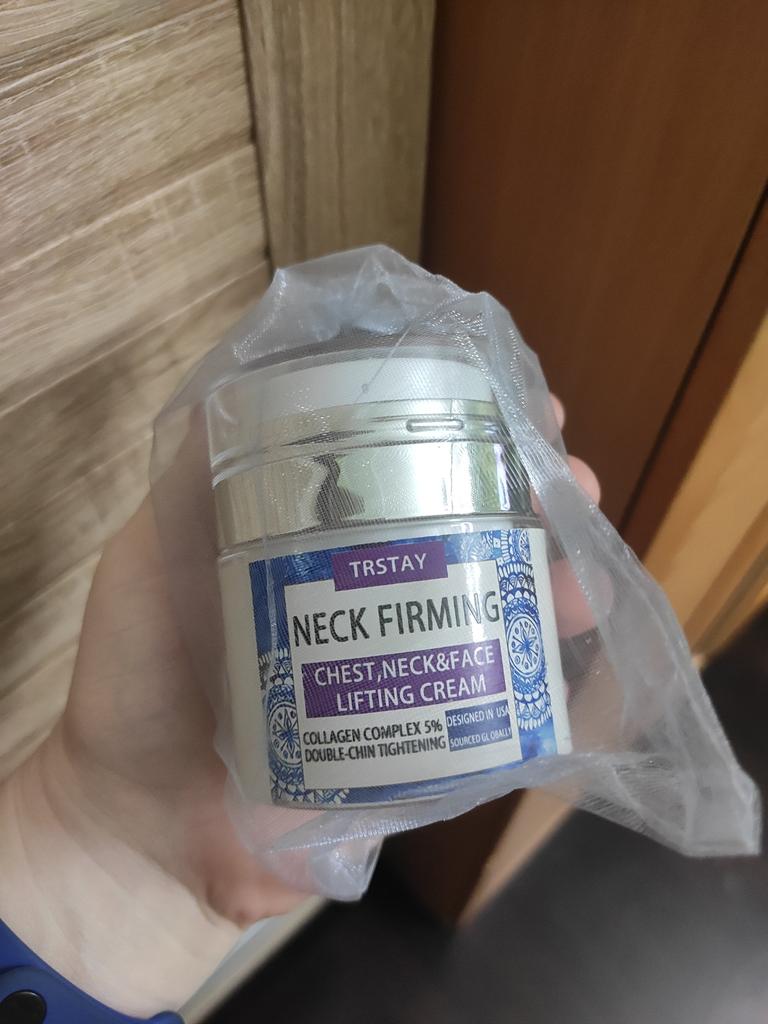 TRSTAY
NECK FIRMING
CHEST,NECK&FACE
LIFTING CREAM
COLLAGEN COMPLEX 5%
DOUBLE-CHIN TIGHTENING
DESIGNED IN USA
SOURCED GLOBALLY